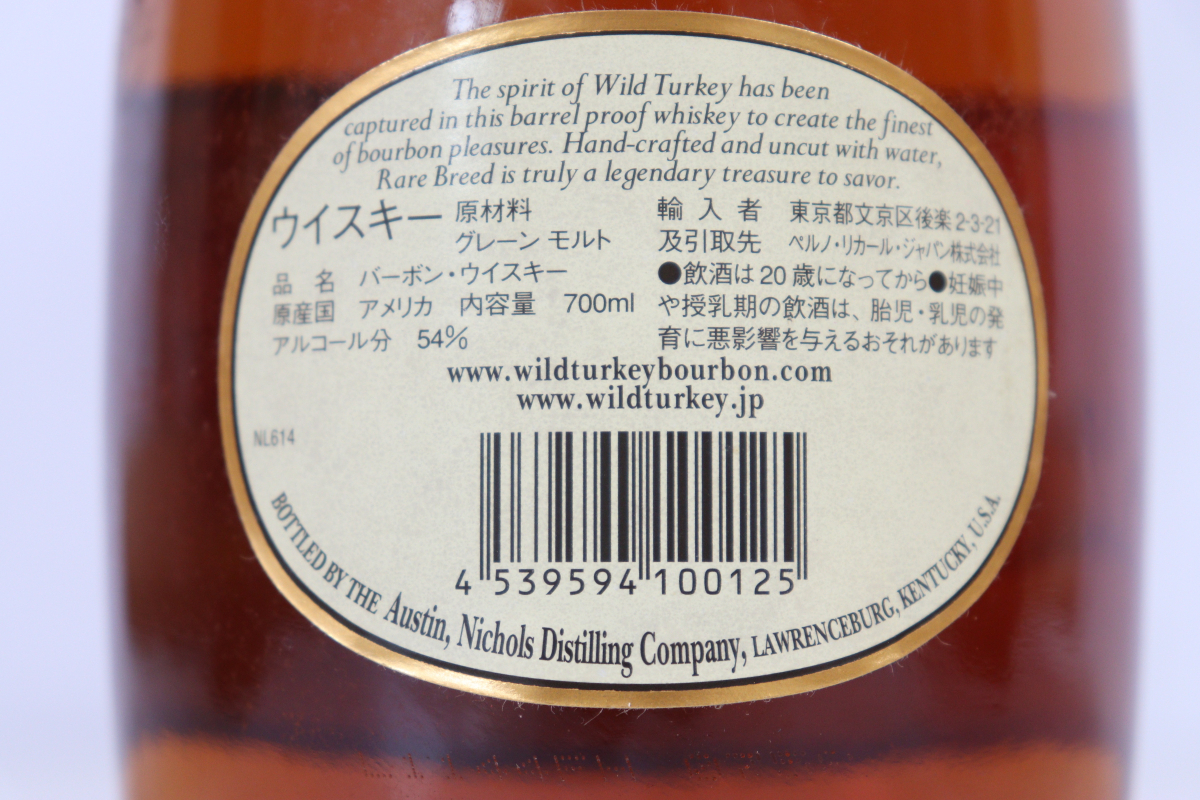 The spirit of Wild Turkey has been
captured in this barrel proof whiskey to create the finest
of bourbon pleasures. Hand-crafted and uncut with water,
Rare Breed is truly a legendary treasure to savor.
ウイスキー 原材料
グレーン モルト
品 名 バーボン・ウイスキー
原産国 アメリカ 内容量 700ml
アルコール分 54%
輸入者 東京都文京区後楽2-3-21
及引取先 ペルノ・リカール・ジャパン株式会社
●飲酒は20歳になってから●妊娠中
や授乳期の飲酒は、胎児・乳児の発
育に悪影響を与えるおそれがあります
www.wildturkeybourbon.com
www.wildturkey.jp
NL614
4 539594 100125
BOTTLED BY THE Austin, Nichols Distilling Company, LAWRENCEBURG, KENTUCKY, U.S.A.